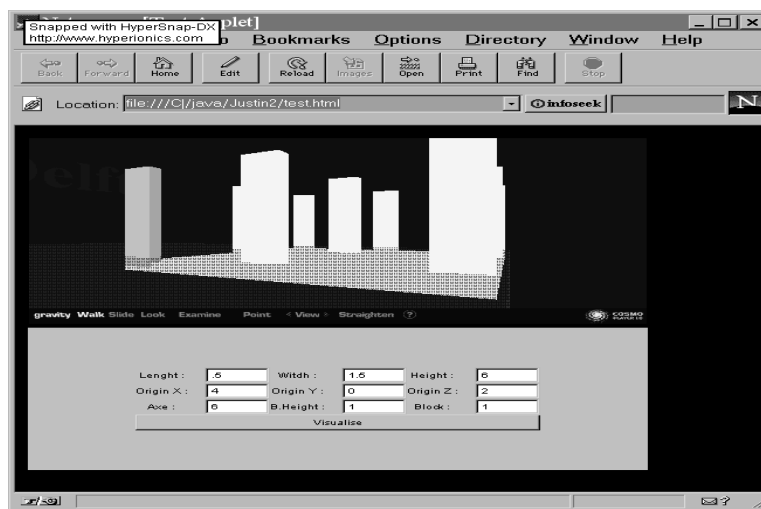 Snapped with HyperSnap-DX
http://www.hyperionics.com
Bookmarks Options Directory Window Help
Back Forward Home Edit Reload Images Open Print Find Stop
Location: file:///C|/java/Justin2/test.html infoseek N
Delft
gravity Walk Slide Look Examine Point < View > Straighten ? COSMO
Lenght : .5 Witdh : 1.5 Height : 6
Origin X : 4 Origin Y : 0 Origin Z : 2
Axe : 6 B.Height : 1 Block : 1
Visualise